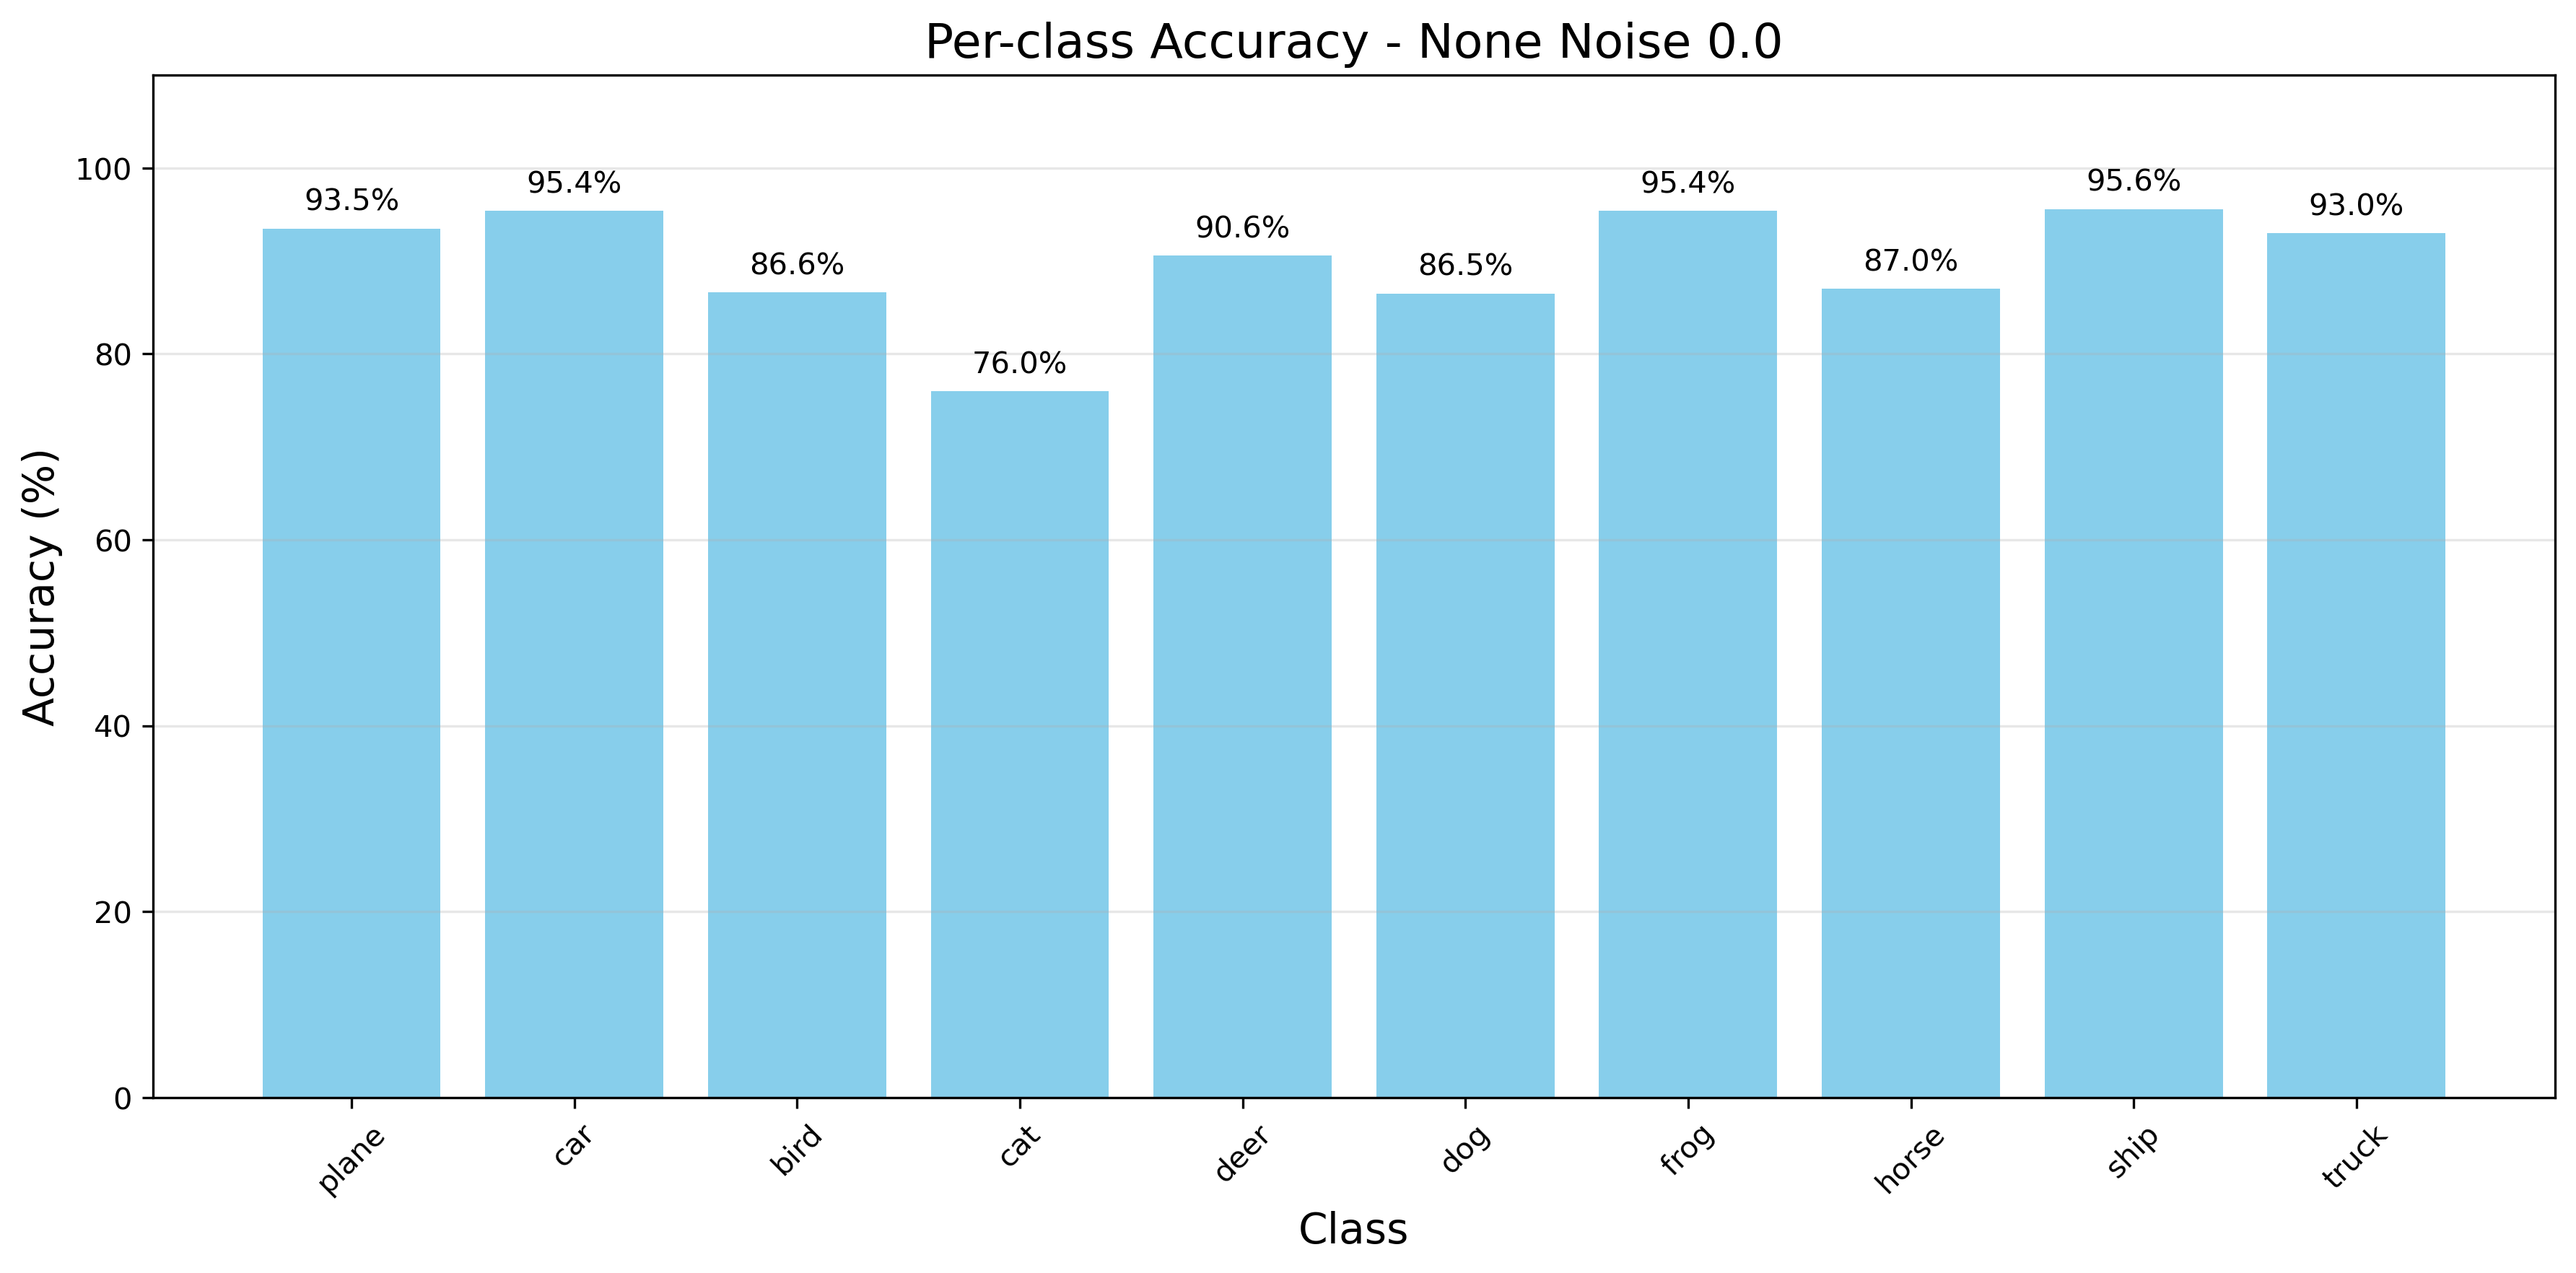 Per-class Accuracy - None Noise 0.0
Accuracy (%)
100
80
60
40
20
0
93.5%
95.4%
86.6%
76.0%
90.6%
86.5%
95.4%
87.0%
95.6%
93.0%
plane
car
bird
cat
deer
dog
frog
horse
ship
truck
Class